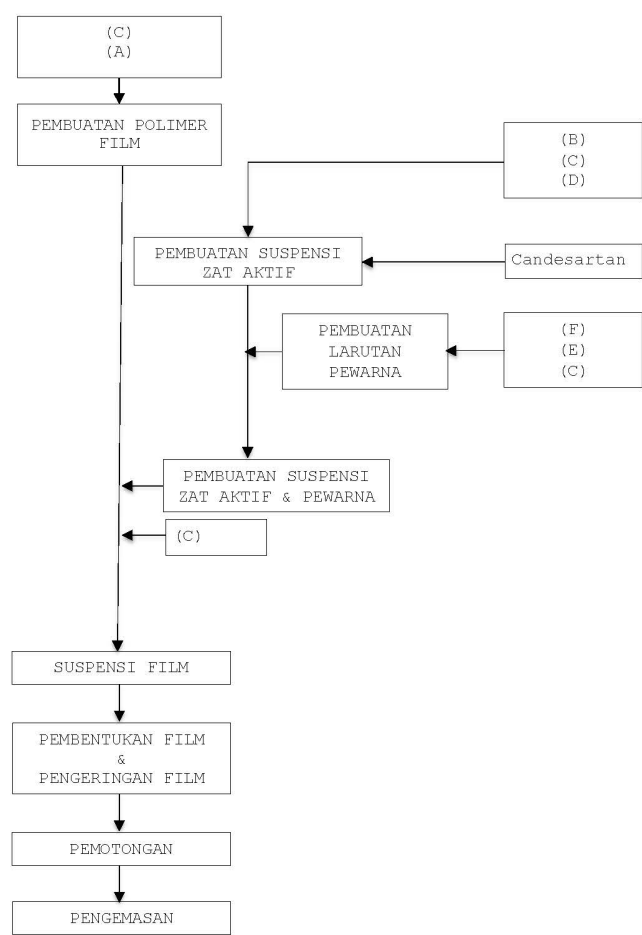 (C)
(A)
PEMBUATAN POLIMER
FILM
(B)
(C)
(D)
PEMBUATAN SUSPENSI
ZAT AKTIF
Candesartan
PEMBUATAN
LARUTAN
PEWARNA
(F)
(E)
(C)
PEMBUATAN SUSPENSI
ZAT AKTIF & PEWARNA
(C)
SUSPENSI FILM
PEMBENTUKAN FILM
&
PENGERINGAN FILM
PEMOTONGAN
PENGEMASAN